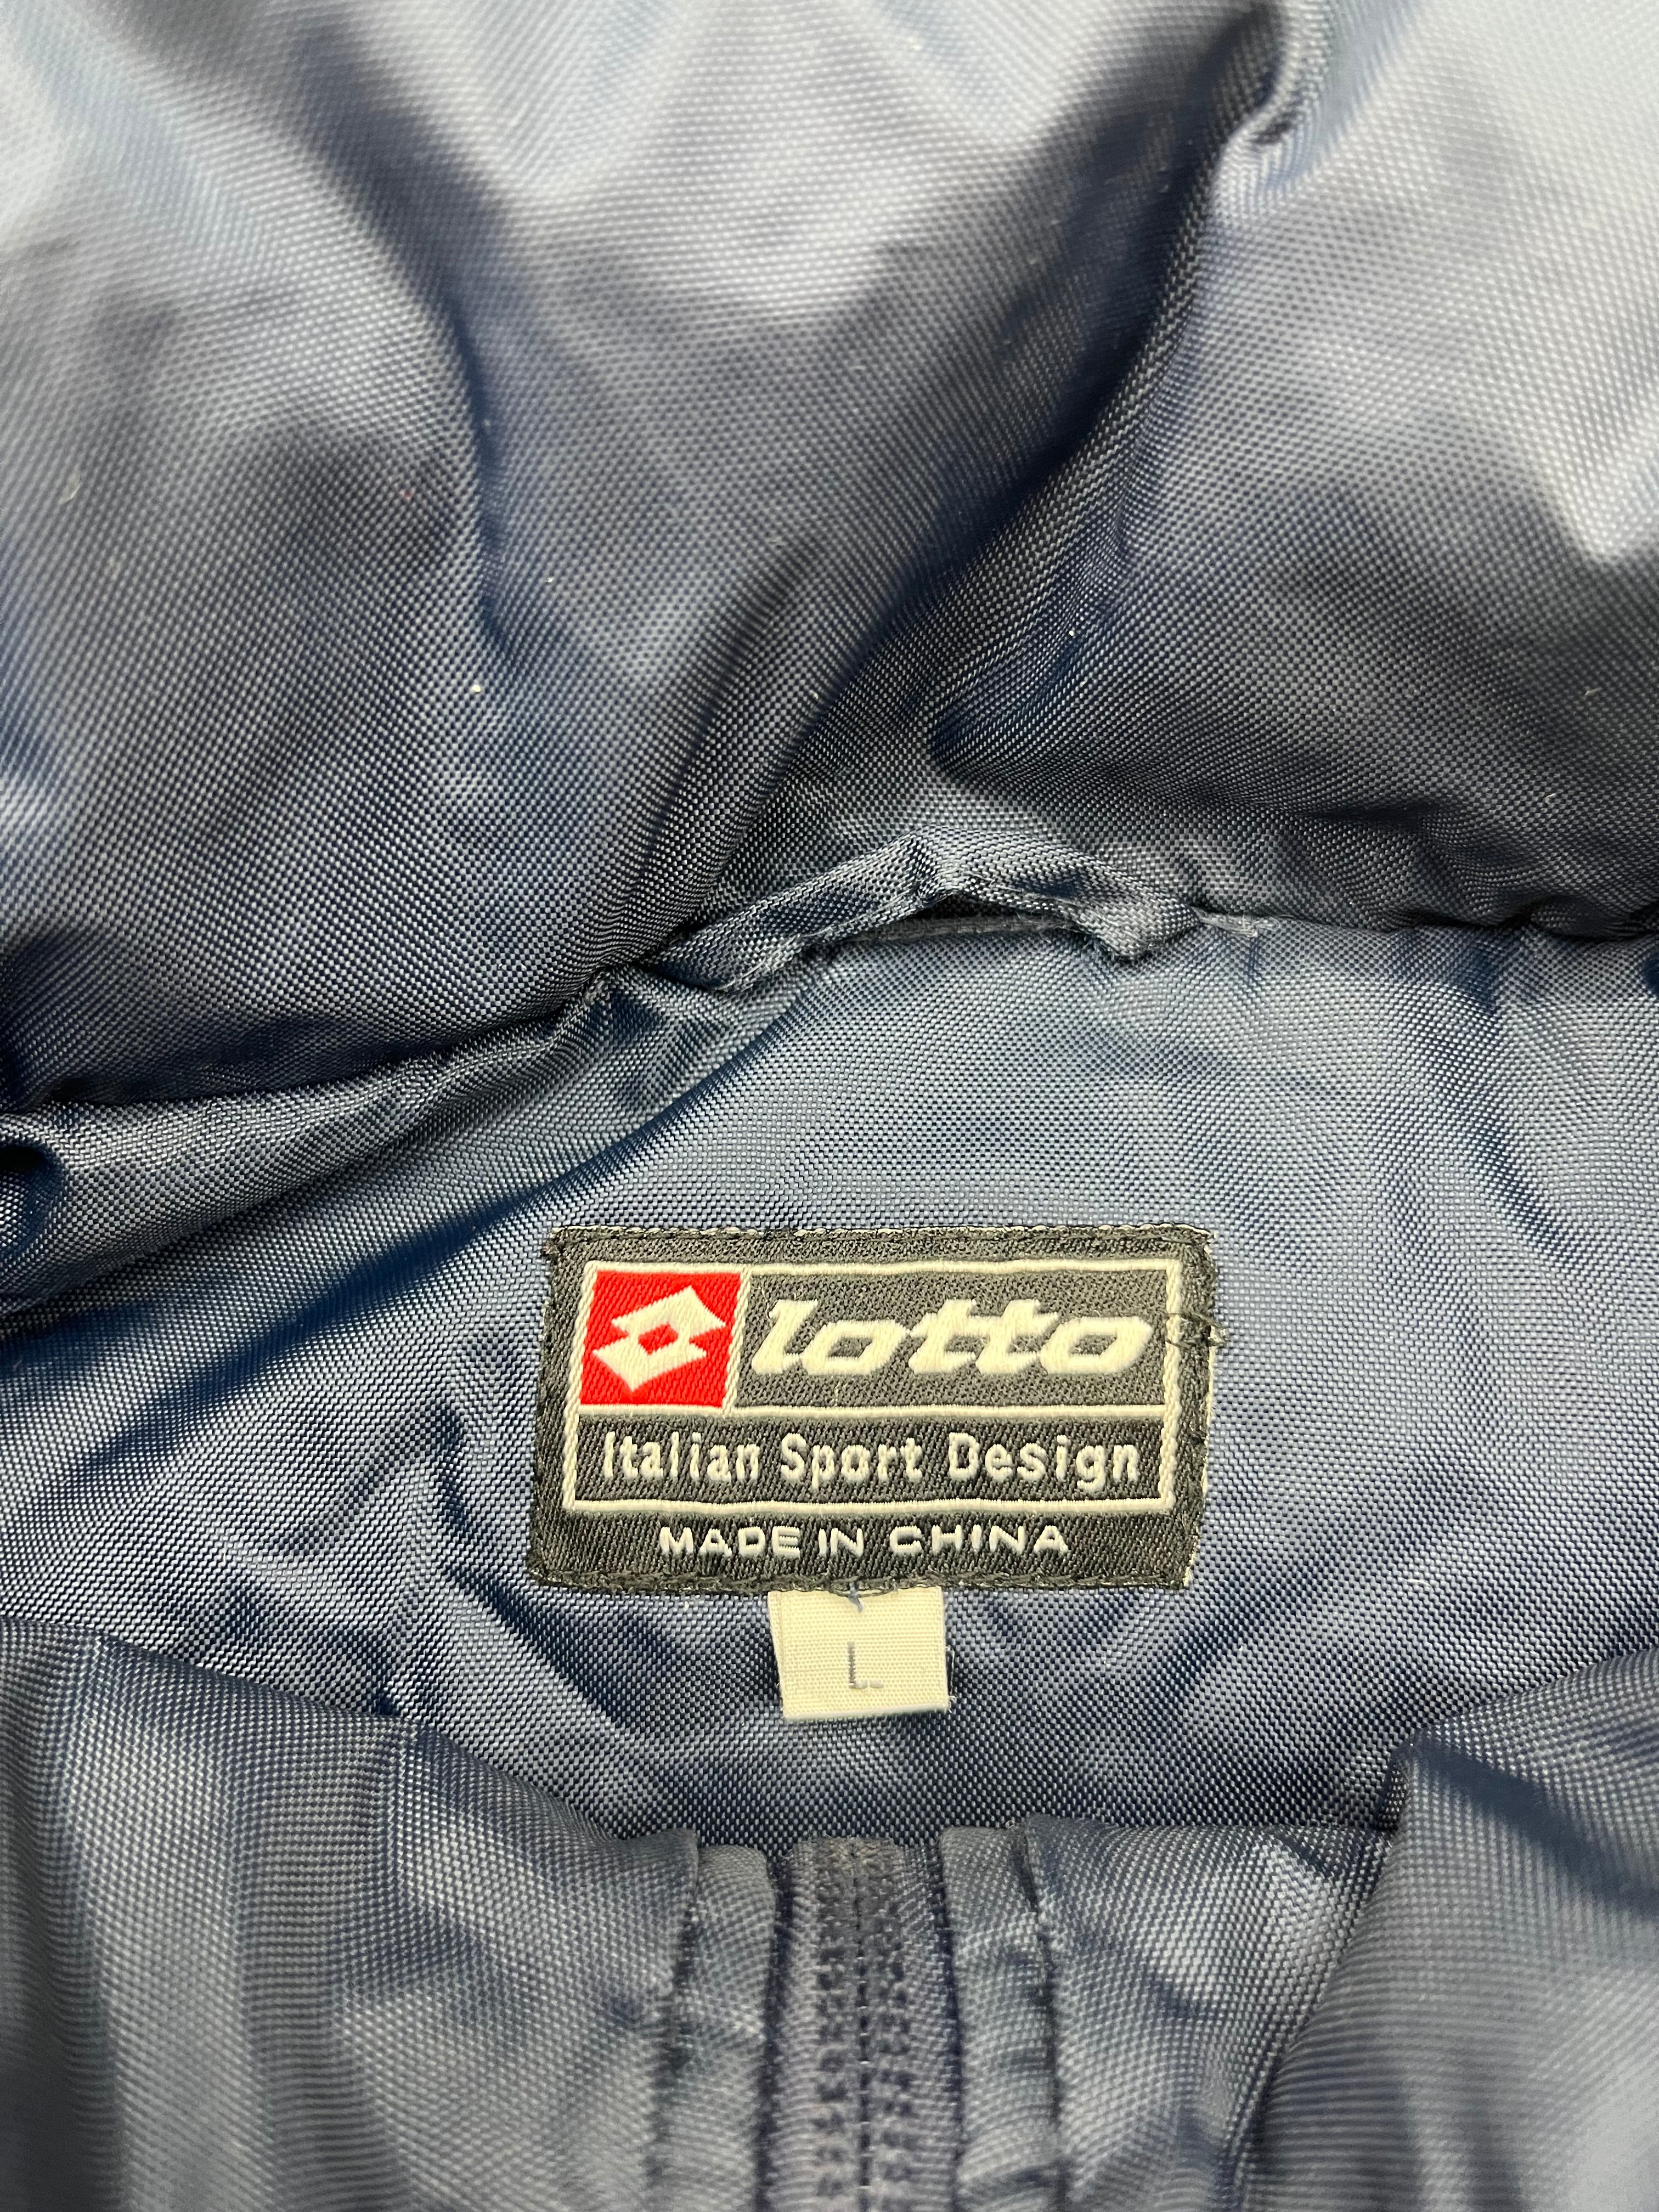 lotto
Italian Sport Design
MADE IN CHINA
L